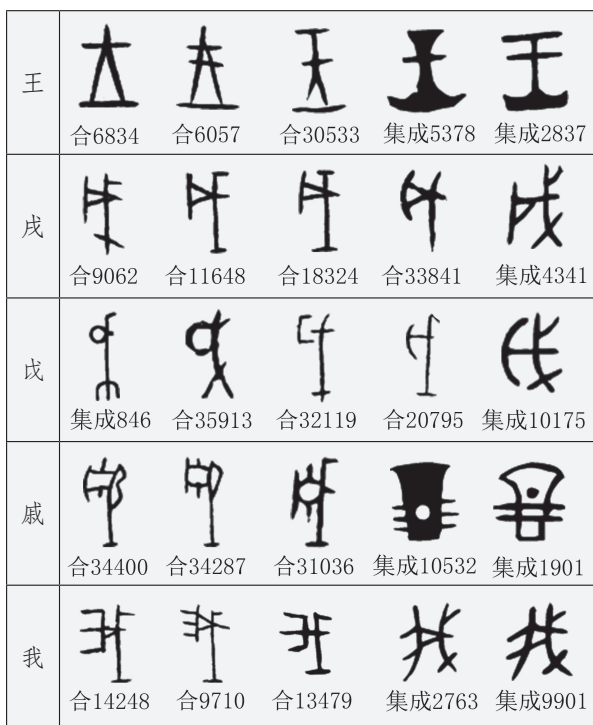 王
合6834 合6057 合30533 集成5378 集成2837
戌
合9062 合11648 合18324 合33841 集成4341
戉
集成846 合35913 合32119 合20795 集成10175
戚
合34400 合34287 合31036 集成10532 集成1901
我
合14248 合9710 合13479 集成2763 集成9901